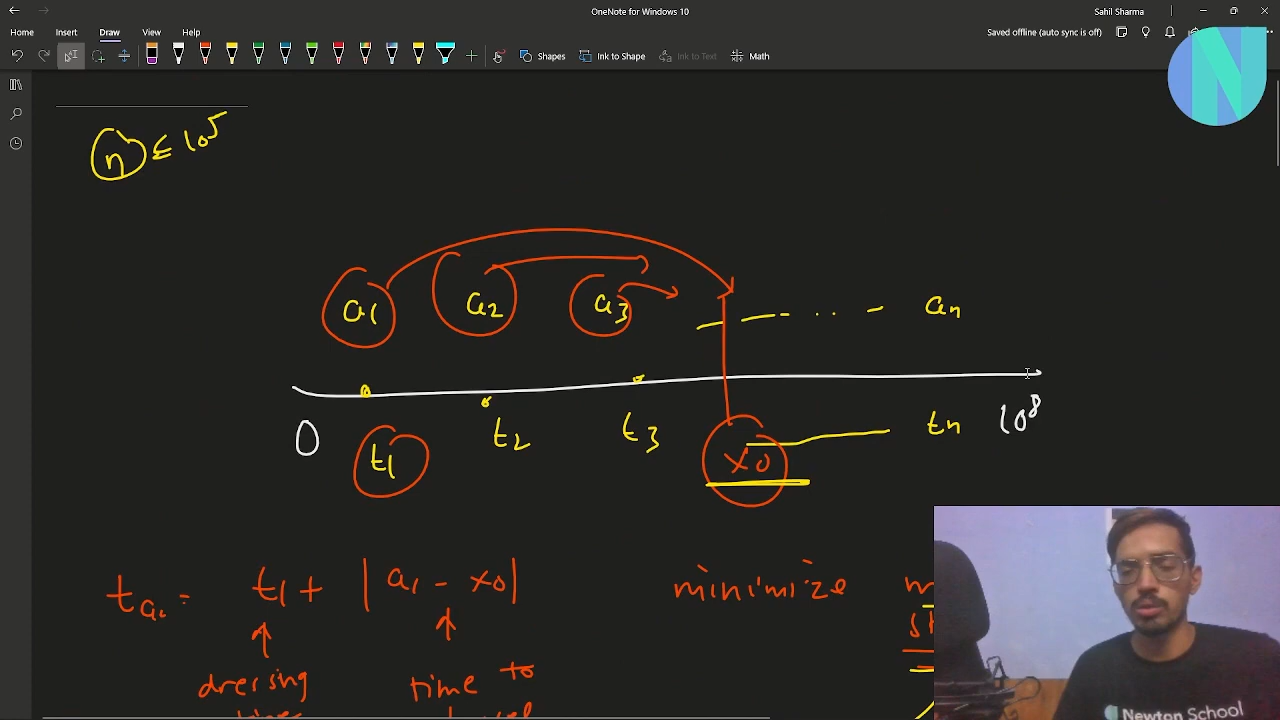 OneNote for Windows 10
Sahil Sharma
Home Insert Draw View Help
Saved offline (auto sync is off)
Shapes Ink to Shape Ink to Text Math
n ≤ 10^5
a1 a2 a3 - - - . . - an
0 t1 t2 t3 x0 tn 10^8
t1 + |a1 - x0|
minimize
dressing time to
Newton School